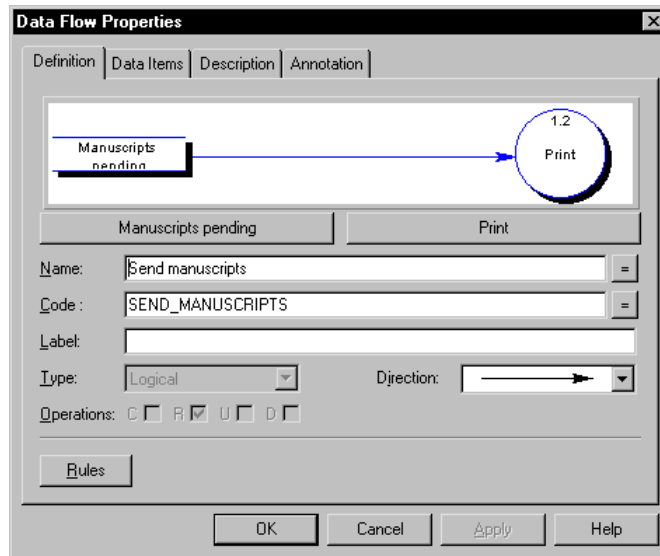 Data Flow Properties
Definition Data Items Description Annotation
1.2
Manuscripts
pending
Print
Manuscripts pending Print
Name: Send manuscripts =
Code : SEND_MANUSCRIPTS =
Label:
Type: Logical Direction:
Operations: C R U D
Rules
OK Cancel Apply Help